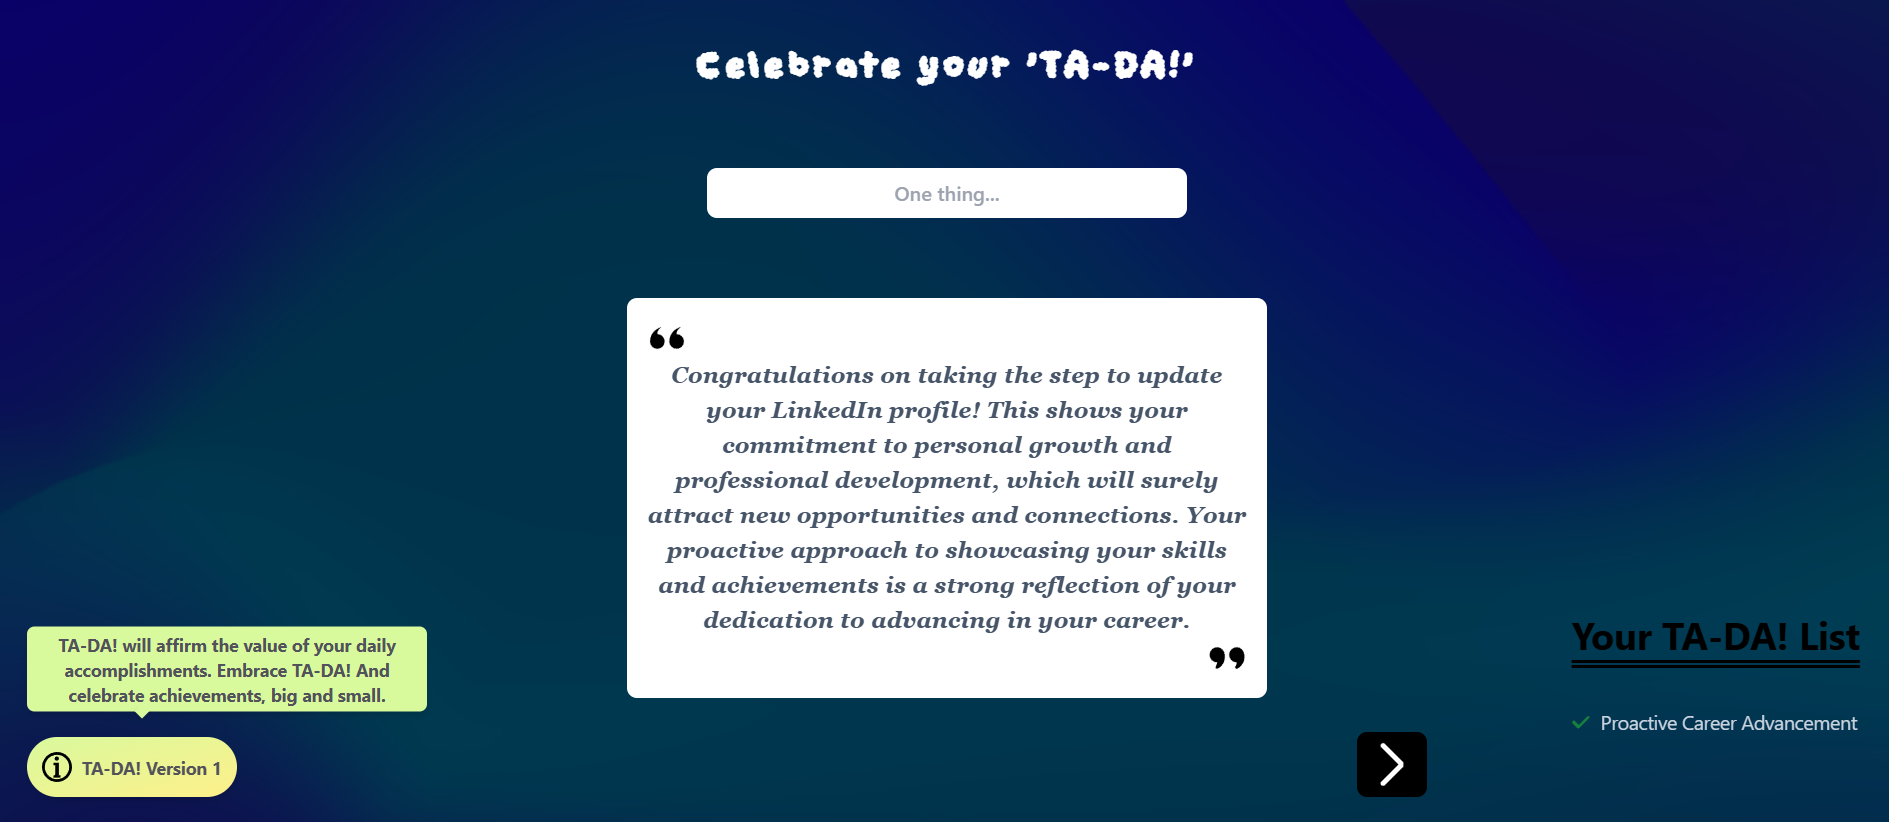 Celebrate your 'TA-DA!'
One thing...
“
Congratulations on taking the step to update
your LinkedIn profile! This shows your
commitment to personal growth and
professional development, which will surely
attract new opportunities and connections. Your
proactive approach to showcasing your skills
and achievements is a strong reflection of your
dedication to advancing in your career.
”
TA-DA! will affirm the value of your daily
accomplishments. Embrace TA-DA! And
celebrate achievements, big and small.
TA-DA! Version 1
Your TA-DA! List
Proactive Career Advancement